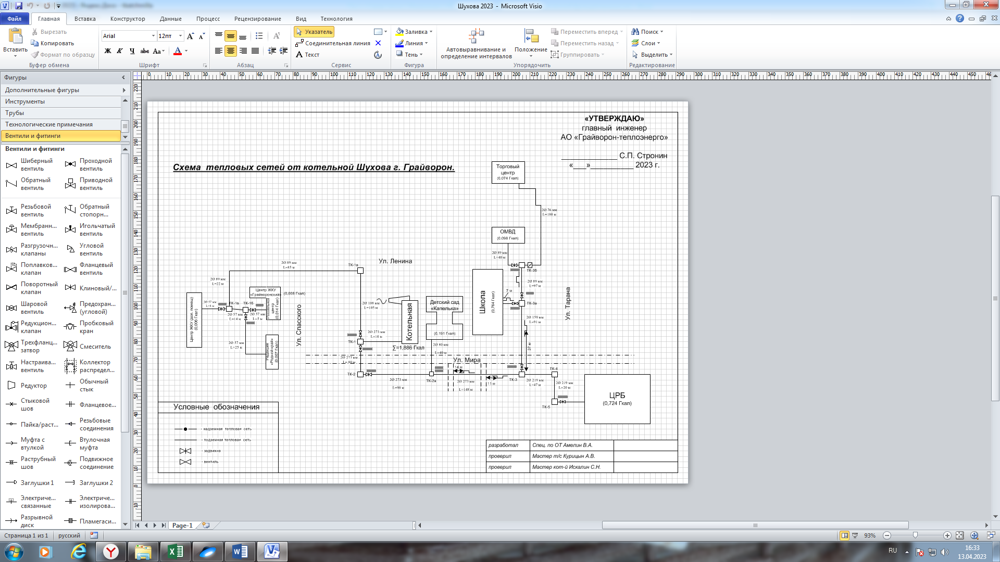 Шухова 2023 - Microsoft Visio
Файл
Главная
Вставка
Конструктор
Данные
Процесс
Рецензирование
Вид
Технология
Вставить
Вырезать
Копировать
Формат по образцу
Буфер обмена
Arial
12пт
Шрифт
Абзац
Указатель
Соединительная линия
Текст
Сервис
Заливка
Линия
Тень
Фигура
Автовыравнивание и
определение интервалов
Положение
Переместить вперед
Переместить назад
Группировать
Упорядочить
Поиск
Слои
Выделить
Редактирование
Фигуры
Дополнительные фигуры
Инструменты
Трубы
Технологические примечания
Вентили и фитинги
Вентили и фитинги
Шиберный вентиль
Проходной вентиль
Обратный вентиль
Приводной вентиль
Резьбовой вентиль
Обратный стопорн...
Мембранн... вентиль
Игольчатый вентиль
Разгрузочн... клапаны
Угловой вентиль
Поплавков... клапан
Фланцевый вентиль
Поворотный клапан
Клиновый/...
Шаровой вентиль
Предохран... (угловой)
Редукцион... клапан
Пробковый кран
Трехфланц... затвор
Смеситель
Настраива... вентиль
Коллектор распредел...
Редуктор
Обычный стык
Стыковой шов
Фланцевое...
Пайка/раст...
Резьбовые соединения
Муфта с втулкой
Втулочная муфта
Раструбный шов
Подвижное соединение
Заглушки 1
Заглушки 2
Электриче... связанные
Электриче... изолирова...
Разрывной диск
Пламегаси...
«УТВЕРЖДАЮ»
главный инженер
АО «Грайворон-теплоэнерго»
_____________ С.П. Стронин
«___»__________ 2023 г.
Схема тепловых сетей от котельной Шухова г. Грайворон.
Торговый
центр
(0,074 Гкал)
2Ø 76 мм
L=180 м
ОМВД
(0,098 Гкал)
2Ø 89 мм
L=40 м
ТК-3б
Ул. Ленина
2Ø 89 мм
L=85 м
ТК-1а
2Ø 89 мм
L=22 м
Центр ЖКУ
«Грайворонский»
(0,008 Гкал)
Центр ЖКУ (доп. помещ)
(0,006 Гкал)
2Ø 57 мм
L=8 м
ТК-1в
ТК-1б
2Ø 57 мм
L=14 м
2Ø 57 мм
L=5 м
Россельхоз
центр
(0,014 Гкал)
2Ø 57 мм
L=25 м
Редакция
«Родной край»
(0,007 Гкал)
Ул. Спасского
2Ø 108 мм
L=105 м
Котельная
∑=1,886 Гкал
2Ø 273 мм
L=10 м
ТК-1
2Ø 273 мм
L= 80 м
Детский сад
«Капелька»
(0,191 Гкал)
2Ø 80 мм
L=40 м
Школа
(0,764 Гкал)
7 м
2Ø 89 мм
L=97 м
ТК-3а
2Ø 159 мм
L=91 м
37 м
Ул. Тарана
Ул. Мира
ТК-2
2Ø 273 мм
L=90 м
ТК-2а
14 м
2Ø 273 мм
L=148 м
11 м
ТК-3
2Ø 219 мм
L=47 м
ТК-4
2Ø 219 мм
L=20 м
ТК-5
ЦРБ
(0,724 Гкал)
Условные обозначения
- надземная тепловая сеть
- подземная тепловая сеть
- задвижка
- вентиль
разработал Спец. по ОТ Амелин В.А.
проверил Мастер т/с Курицын А.В.
проверил Мастер кот-й Искалин С.Н.
Page-1
Страница 1 из 1
русский
93%
RU
16:33
13.04.2023